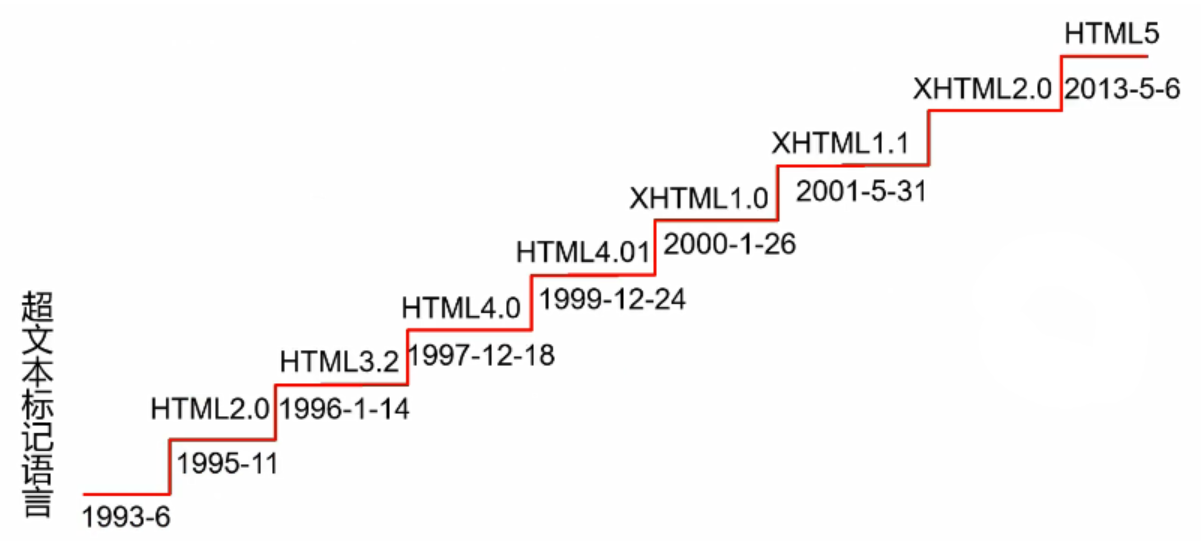 HTML5
XHTML2.0 2013-5-6
XHTML1.1
2001-5-31
XHTML1.0
2000-1-26
HTML4.01
1999-12-24
HTML4.0
1997-12-18
HTML3.2
1996-1-14
HTML2.0
1995-11
1993-6
超文本标记语言